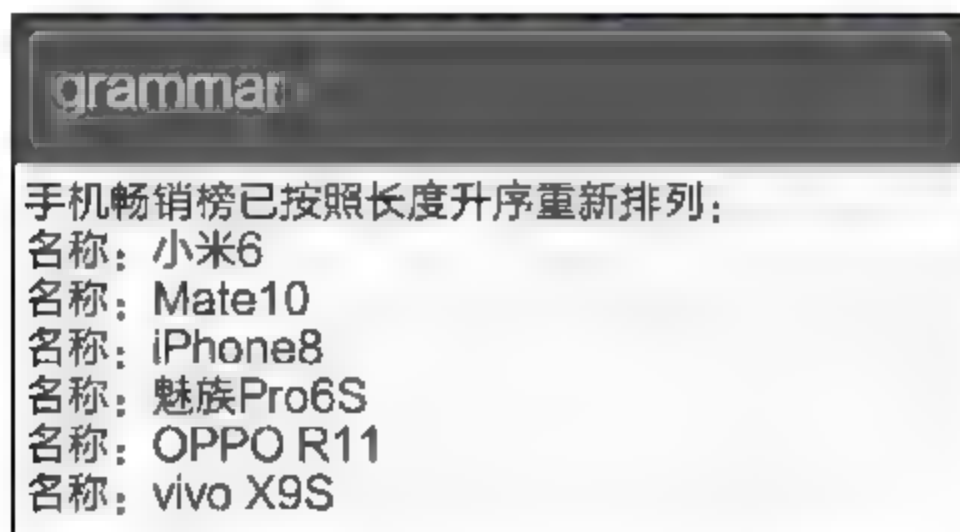 grammar
手机畅销榜已按照长度升序重新排列：
名称：小米6
名称：Mate10
名称：iPhone8
名称：魅族Pro6S
名称：OPPO R11
名称：vivo X9S